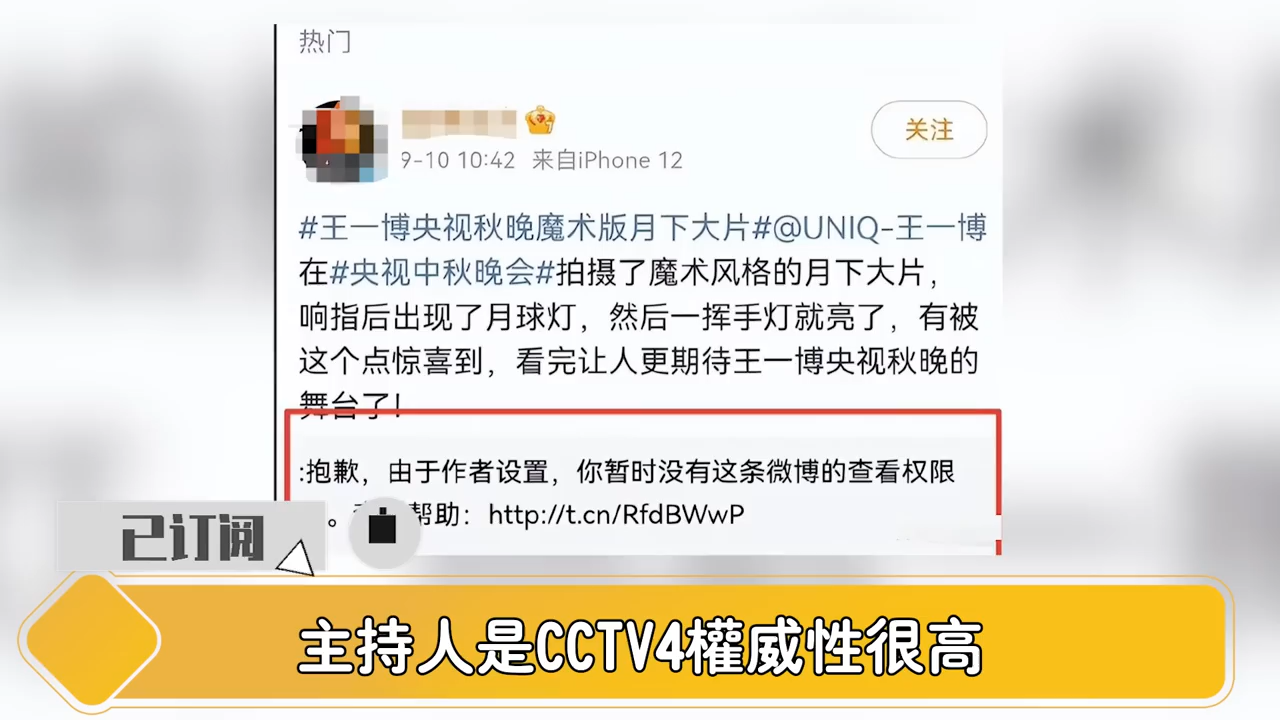 热门
9-10 10:42 来自iPhone 12
关注
#王一博央视秋晚魔术版月下大片#@UNIQ-王一博
在#央视中秋晚会#拍摄了魔术风格的月下大片，
响指后出现了月球灯，然后一挥手灯就亮了，有被
这个点惊喜到，看完让人更期待王一博央视秋晚的
舞台了！
:抱歉，由于作者设置，你暂时没有这条微博的查看权限
。帮助：http://t.cn/RfdBWwP
已订阅
主持人是CCTV4權威性很高